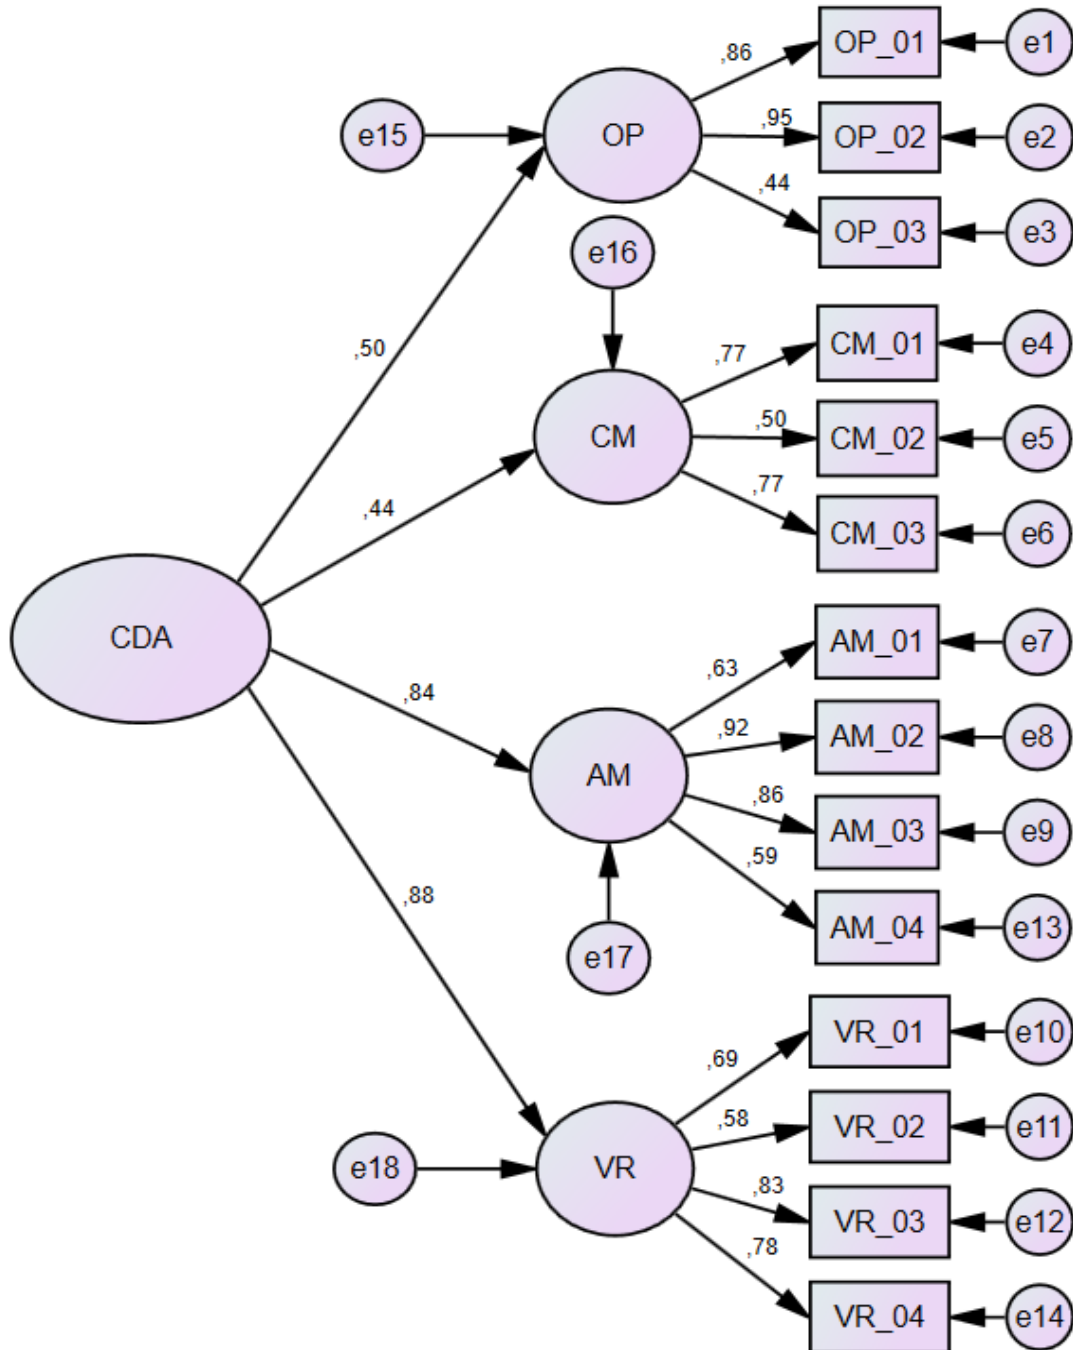 ,86
OP_01
e1
e15
OP
,95
OP_02
e2
,44
OP_03
e3
e16
,50
CM_01
e4
,77
CM
,50
CM_02
e5
,44
,77
CM_03
e6
CDA
AM_01
e7
,63
,84
,92
AM_02
e8
AM
,86
AM_03
e9
,59
,88
AM_04
e13
e17
VR_01
e10
,69
,58
VR_02
e11
e18
VR
,83
VR_03
e12
,78
VR_04
e14